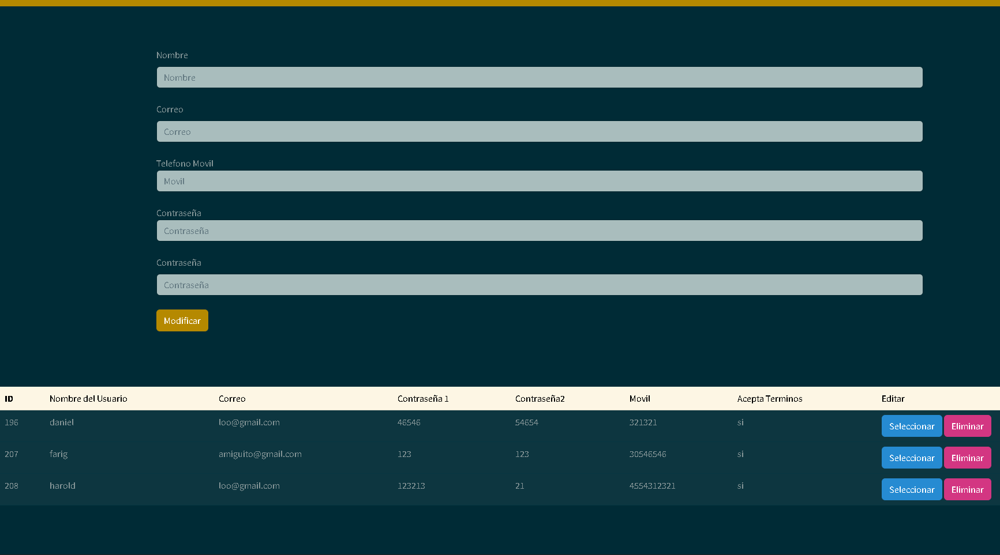 Nombre
Nombre
Correo
Correo
Telefono Movil
Movil
Contraseña
Contraseña
Contraseña
Contraseña
Modificar
ID Nombre del Usuario Correo Contraseña 1 Contraseña2 Movil Acepta Terminos Editar
196 daniel loo@gmail.com 46546 54654 321321 si Seleccionar Eliminar
207 farig amiguito@gmail.com 123 123 30546546 si Seleccionar Eliminar
208 harold loo@gmail.com 123213 21 4554312321 si Seleccionar Eliminar